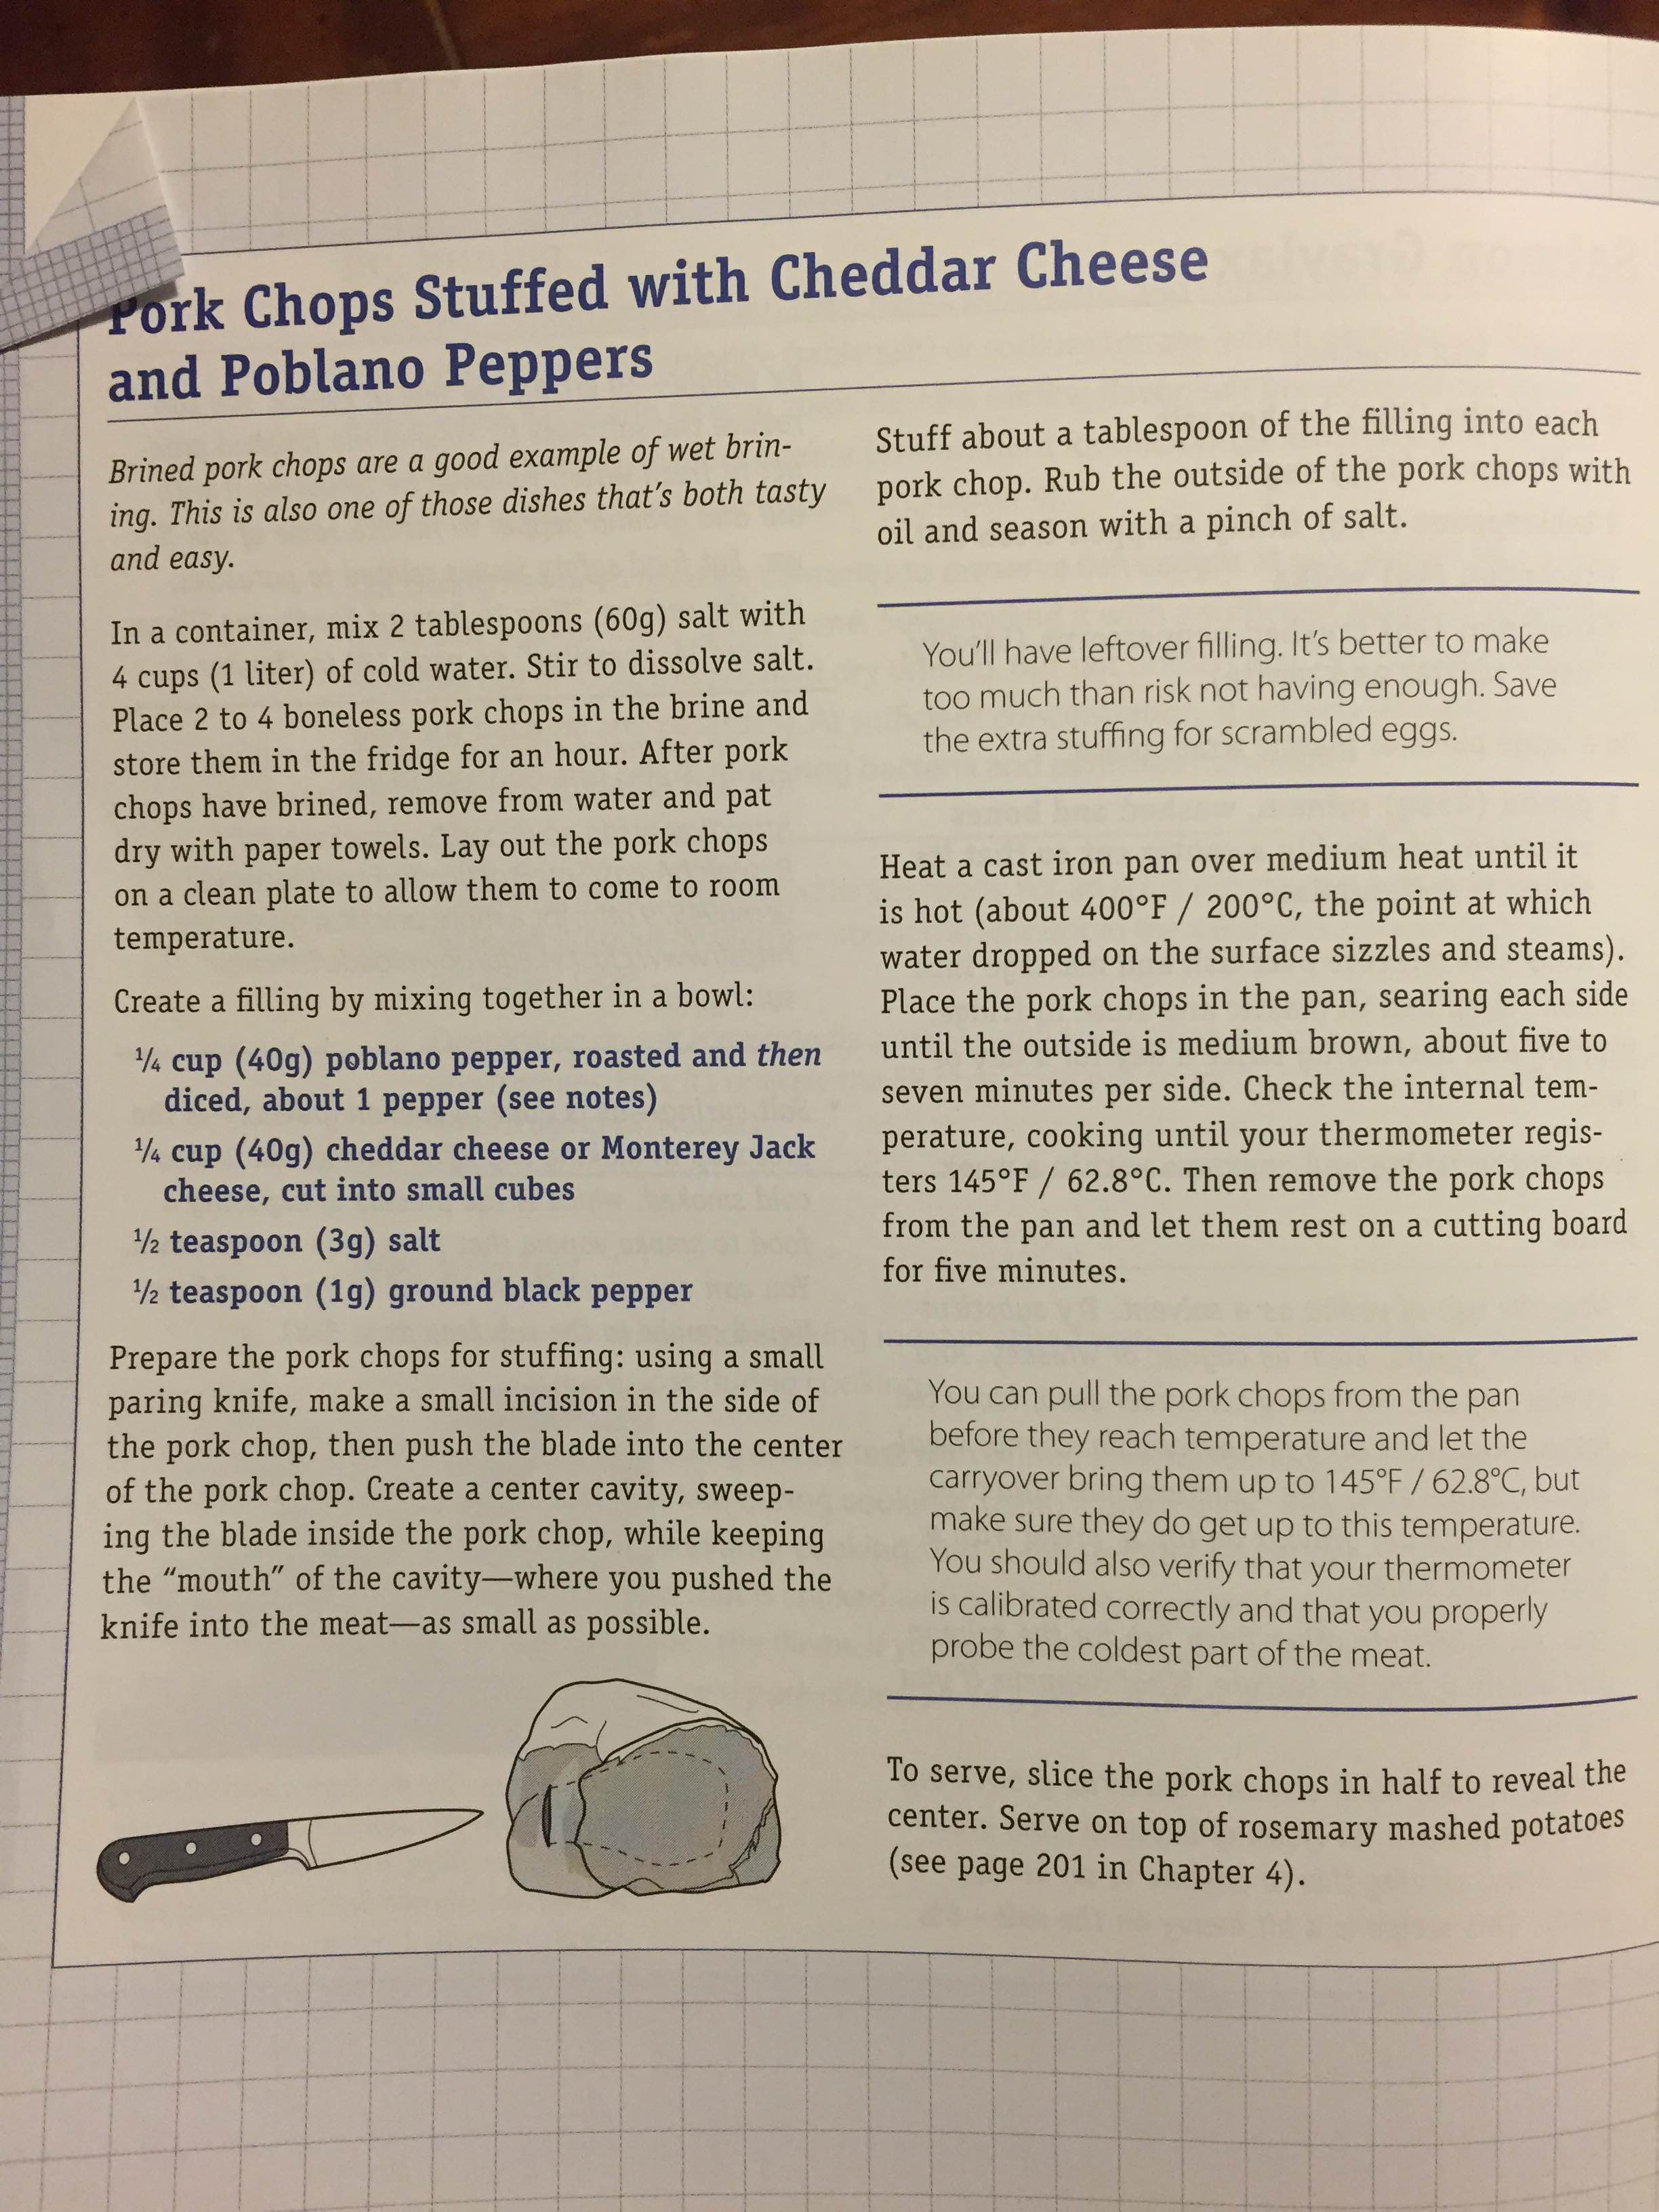 Pork Chops Stuffed with Cheddar Cheese
and Poblano Peppers
Brined pork chops are a good example of wet brin-
ing. This is also one of those dishes that's both tasty
and easy.
In a container, mix 2 tablespoons (60g) salt with
4 cups (1 liter) of cold water. Stir to dissolve salt.
Place 2 to 4 boneless pork chops in the brine and
store them in the fridge for an hour. After pork
chops have brined, remove from water and pat
dry with paper towels. Lay out the pork chops
on a clean plate to allow them to come to room
temperature.
Create a filling by mixing together in a bowl:
¼ cup (40g) poblano pepper, roasted and then
diced, about 1 pepper (see notes)
¼ cup (40g) cheddar cheese or Monterey Jack
cheese, cut into small cubes
½ teaspoon (3g) salt
½ teaspoon (1g) ground black pepper
Prepare the pork chops for stuffing: using a small
paring knife, make a small incision in the side of
the pork chop, then push the blade into the center
of the pork chop. Create a center cavity, sweep-
ing the blade inside the pork chop, while keeping
the “mouth” of the cavity—where you pushed the
knife into the meat—as small as possible.
Stuff about a tablespoon of the filling into each
pork chop. Rub the outside of the pork chops with
oil and season with a pinch of salt.
You'll have leftover filling. It's better to make
too much than risk not having enough. Save
the extra stuffing for scrambled eggs.
Heat a cast iron pan over medium heat until it
is hot (about 400°F / 200°C, the point at which
water dropped on the surface sizzles and steams).
Place the pork chops in the pan, searing each side
until the outside is medium brown, about five to
seven minutes per side. Check the internal tem-
perature, cooking until your thermometer regis-
ters 145°F / 62.8°C. Then remove the pork chops
from the pan and let them rest on a cutting board
for five minutes.
You can pull the pork chops from the pan
before they reach temperature and let the
carryover bring them up to 145°F / 62.8°C, but
make sure they do get up to this temperature.
You should also verify that your thermometer
is calibrated correctly and that you properly
probe the coldest part of the meat.
To serve, slice the pork chops in half to reveal the
center. Serve on top of rosemary mashed potatoes
(see page 201 in Chapter 4).